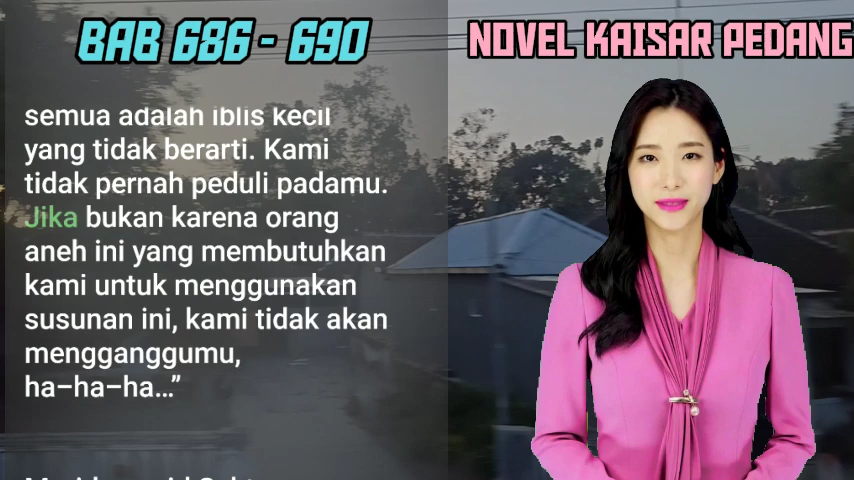 BAB 686 - 690
NOVEL KAISAR PEDANG
semua adalah iblis kecil
yang tidak berarti. Kami
tidak pernah peduli padamu.
Jika bukan karena orang
aneh ini yang membutuhkan
kami untuk menggunakan
susunan ini, kami tidak akan
mengganggumu,
ha–ha–ha…”